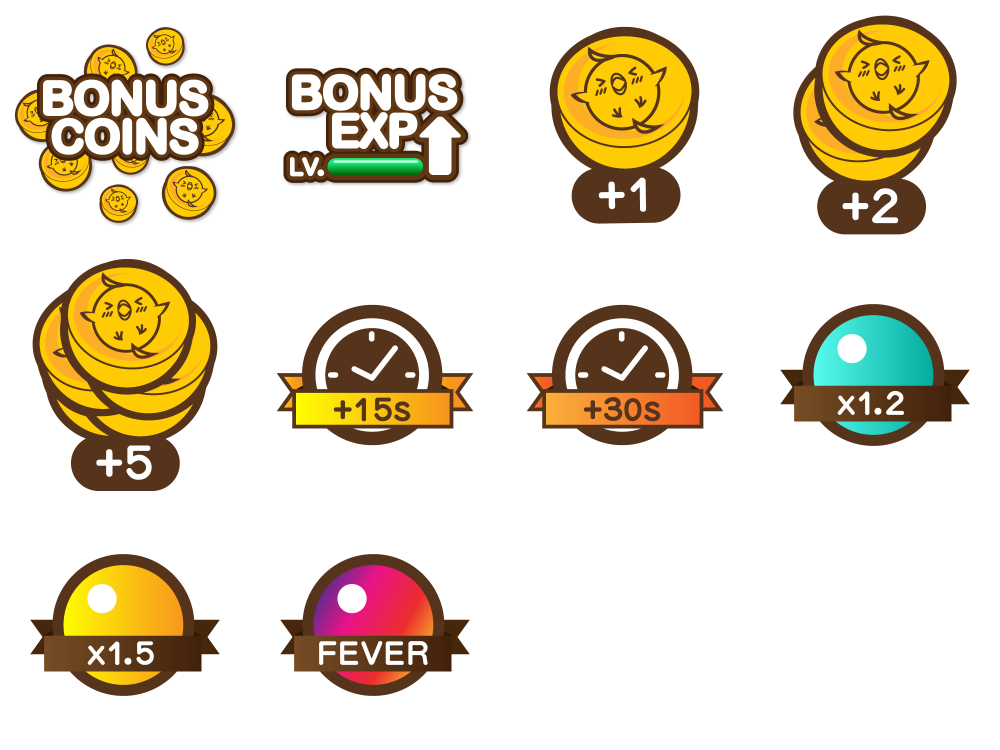 BONUS
COINS
BONUS
EXP
LV.
+1
+2
+5
+15s
+30s
x1.2
x1.5
FEVER